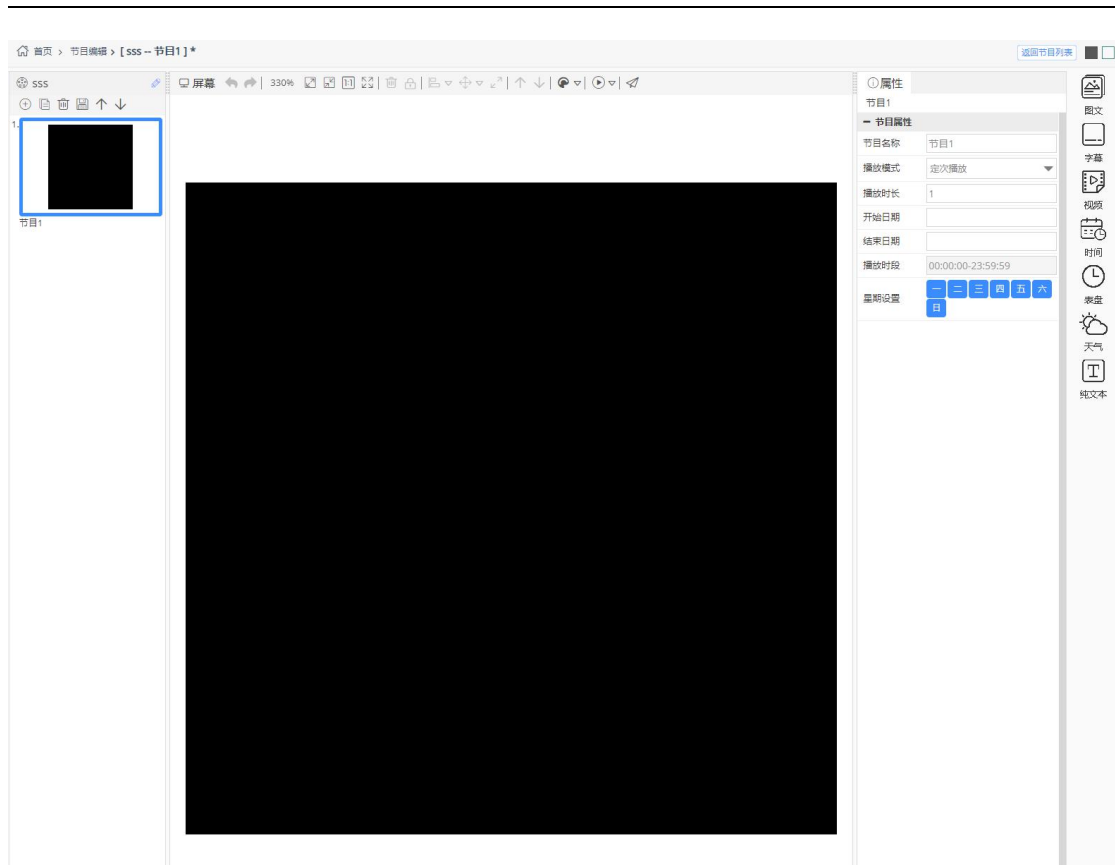 首页 > 节目编辑 > [ sss -- 节目1 ] *
返回节目列表
sss
1.
节目1
屏幕 330% 1:1
属性
节目1
节目属性
节目名称 节目1
播放模式 定次播放
播放时长 1
开始日期
结束日期
播放时段 00:00:00-23:59:59
星期设置 一 二 三 四 五 六
日
图文
字幕
视频
时间
表盘
天气
T
纯文本